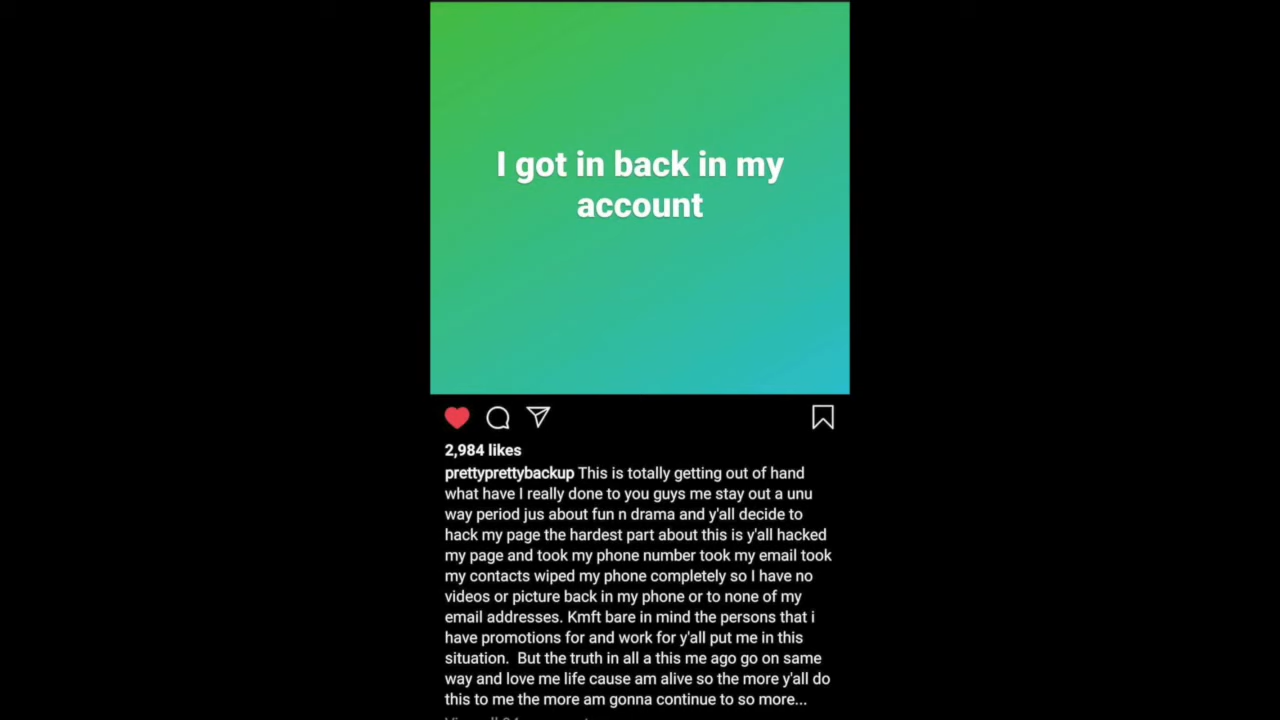 I got in back in my
account
2,984 likes
prettyprettybackup This is totally getting out of hand
what have I really done to you guys me stay out a unu
way period jus about fun n drama and y'all decide to
hack my page the hardest part about this is y'all hacked
my page and took my phone number took my email took
my contacts wiped my phone completely so I have no
videos or picture back in my phone or to none of my
email addresses. Kmft bare in mind the persons that i
have promotions for and work for y'all put me in this
situation.  But the truth in all a this me ago go on same
way and love me life cause am alive so the more y'all do
this to me the more am gonna continue to so more...